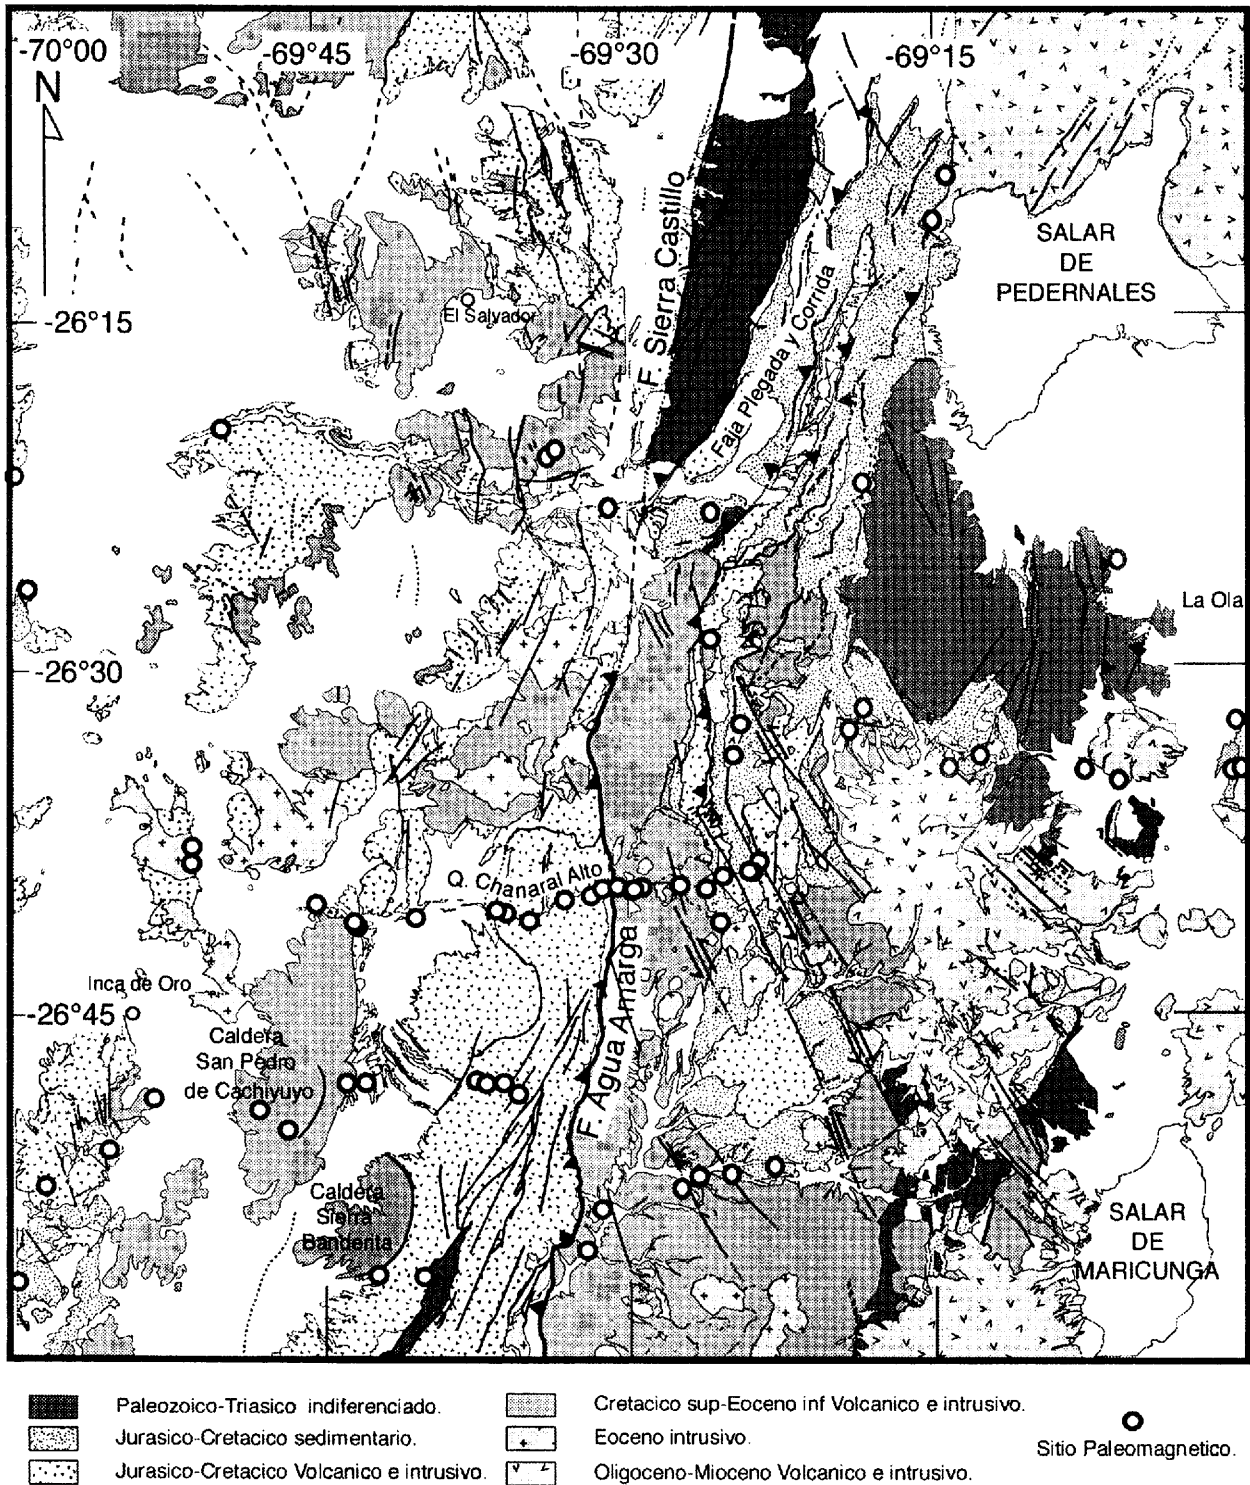 -70°00
-69°45
-69°30
-69°15
N
F. Sierra Castillo
SALAR
DE
PEDERNALES
Faja Plegada y Corrida
El Salvador
-26°15
La Ola
-26°30
Q. Chanaral Alto
F. Agua Amarga
Inca de Oro
-26°45
Caldera
San Pedro
de Cachiyuyo
Caldera
Sierra
Banderita
SALAR
DE
MARICUNGA
Paleozoico-Triasico indiferenciado.
Jurasico-Cretacico sedimentario.
Jurasico-Cretacico Volcanico e intrusivo.
Cretacico sup-Eoceno inf Volcanico e intrusivo.
Eoceno intrusivo.
Oligoceno-Mioceno Volcanico e intrusivo.
Sitio Paleomagnetico.